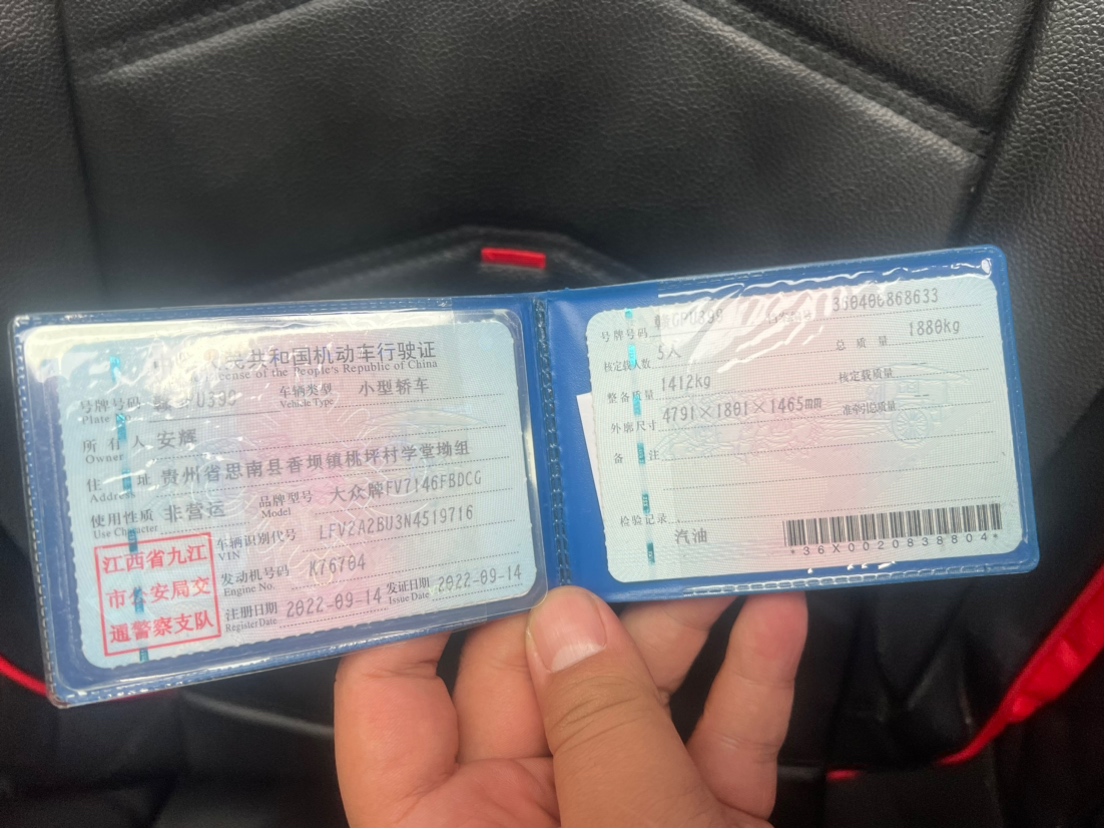 共和国机动车行驶证
cense of the People's Republic of China
号牌号码
Plate No.
车辆类型 小型轿车
Vehicle Type
所有人 安辉
Owner
住址 贵州省思南县香坝镇桃坪村学堂坳组
Address
使用性质 非营运
Use Character
品牌型号 大众牌FV7146FBDCG
Model
车辆识别代号 LFV2A2BU3N4519716
VIN
发动机号码 K76704
Engine No.
注册日期 2022-09-14
Register Date
发证日期 2022-09-14
Issue Date
江西省九江
市公安局交
通警察支队
号牌号码
360400868633
核定载人数 5人
总质量 1880kg
整备质量 1412kg
核定载质量 --
外廓尺寸 4791×1801×1465mm
准牵引总质量 --
备注
检验记录
汽油
*36X0020838804*